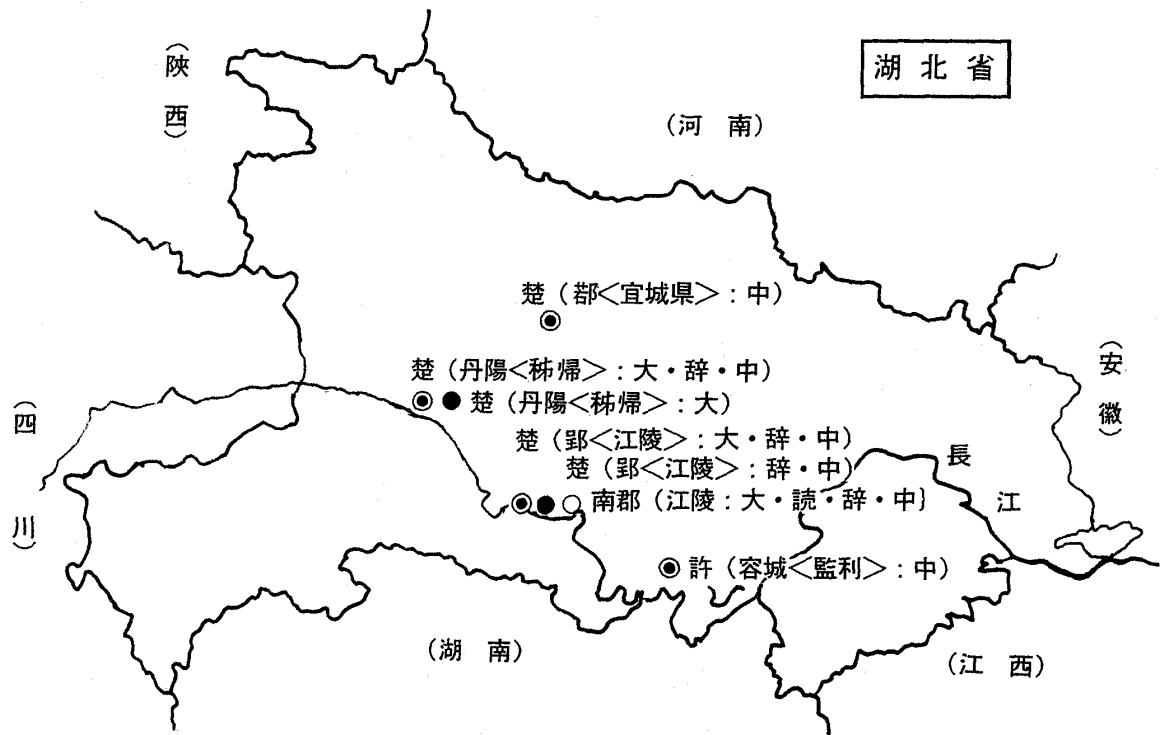 湖北省
(陝西)
(河南)
楚(鄀<宜城県>:中)
楚(丹陽<秭帰>:大・辞・中)
楚(丹陽<秭帰>:大)
(安徽)
(四川)
楚(郢<江陵>:大・辞・中)
楚(郢<江陵>:辞・中)
長江
南郡(江陵:大・読・辞・中}
許(容城<監利>:中)
(湖南)
(江西)